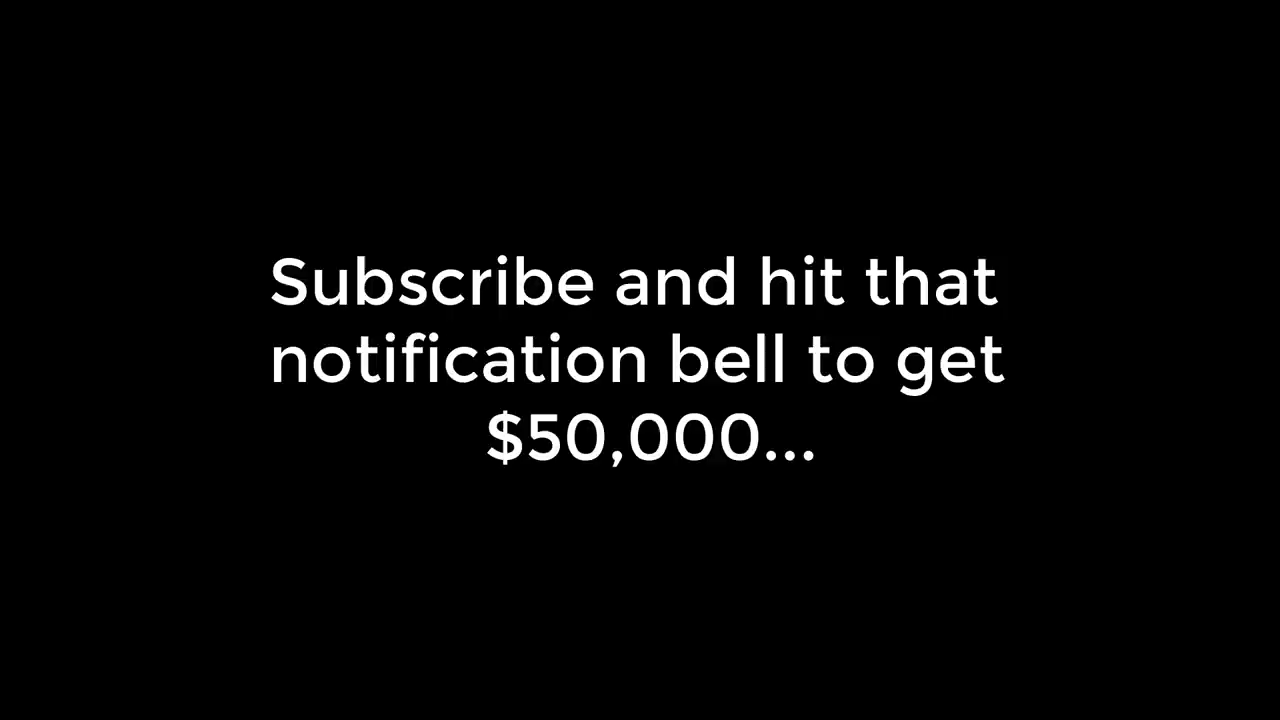 Subscribe and hit that
notification bell to get
$50,000...